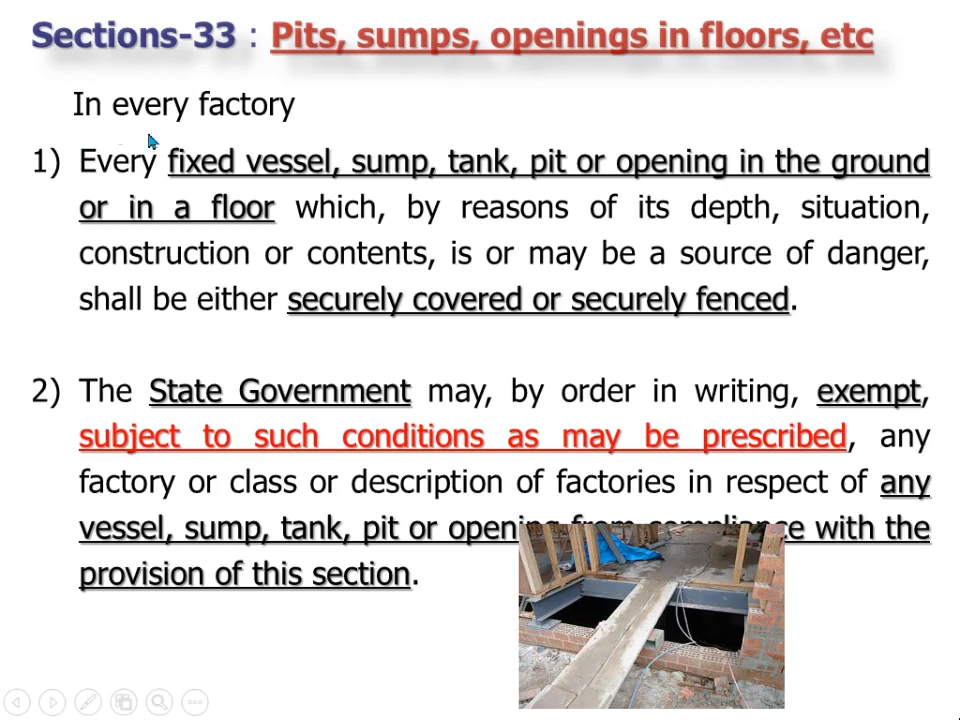 Sections-33 : Pits, sumps, openings in floors, etc
In every factory
1) Every fixed vessel, sump, tank, pit or opening in the ground
or in a floor which, by reasons of its depth, situation,
construction or contents, is or may be a source of danger,
shall be either securely covered or securely fenced.
2) The State Government may, by order in writing, exempt,
subject to such conditions as may be prescribed, any
factory or class or description of factories in respect of any
vessel, sump, tank, pit or opening from compliance with the
provision of this section.